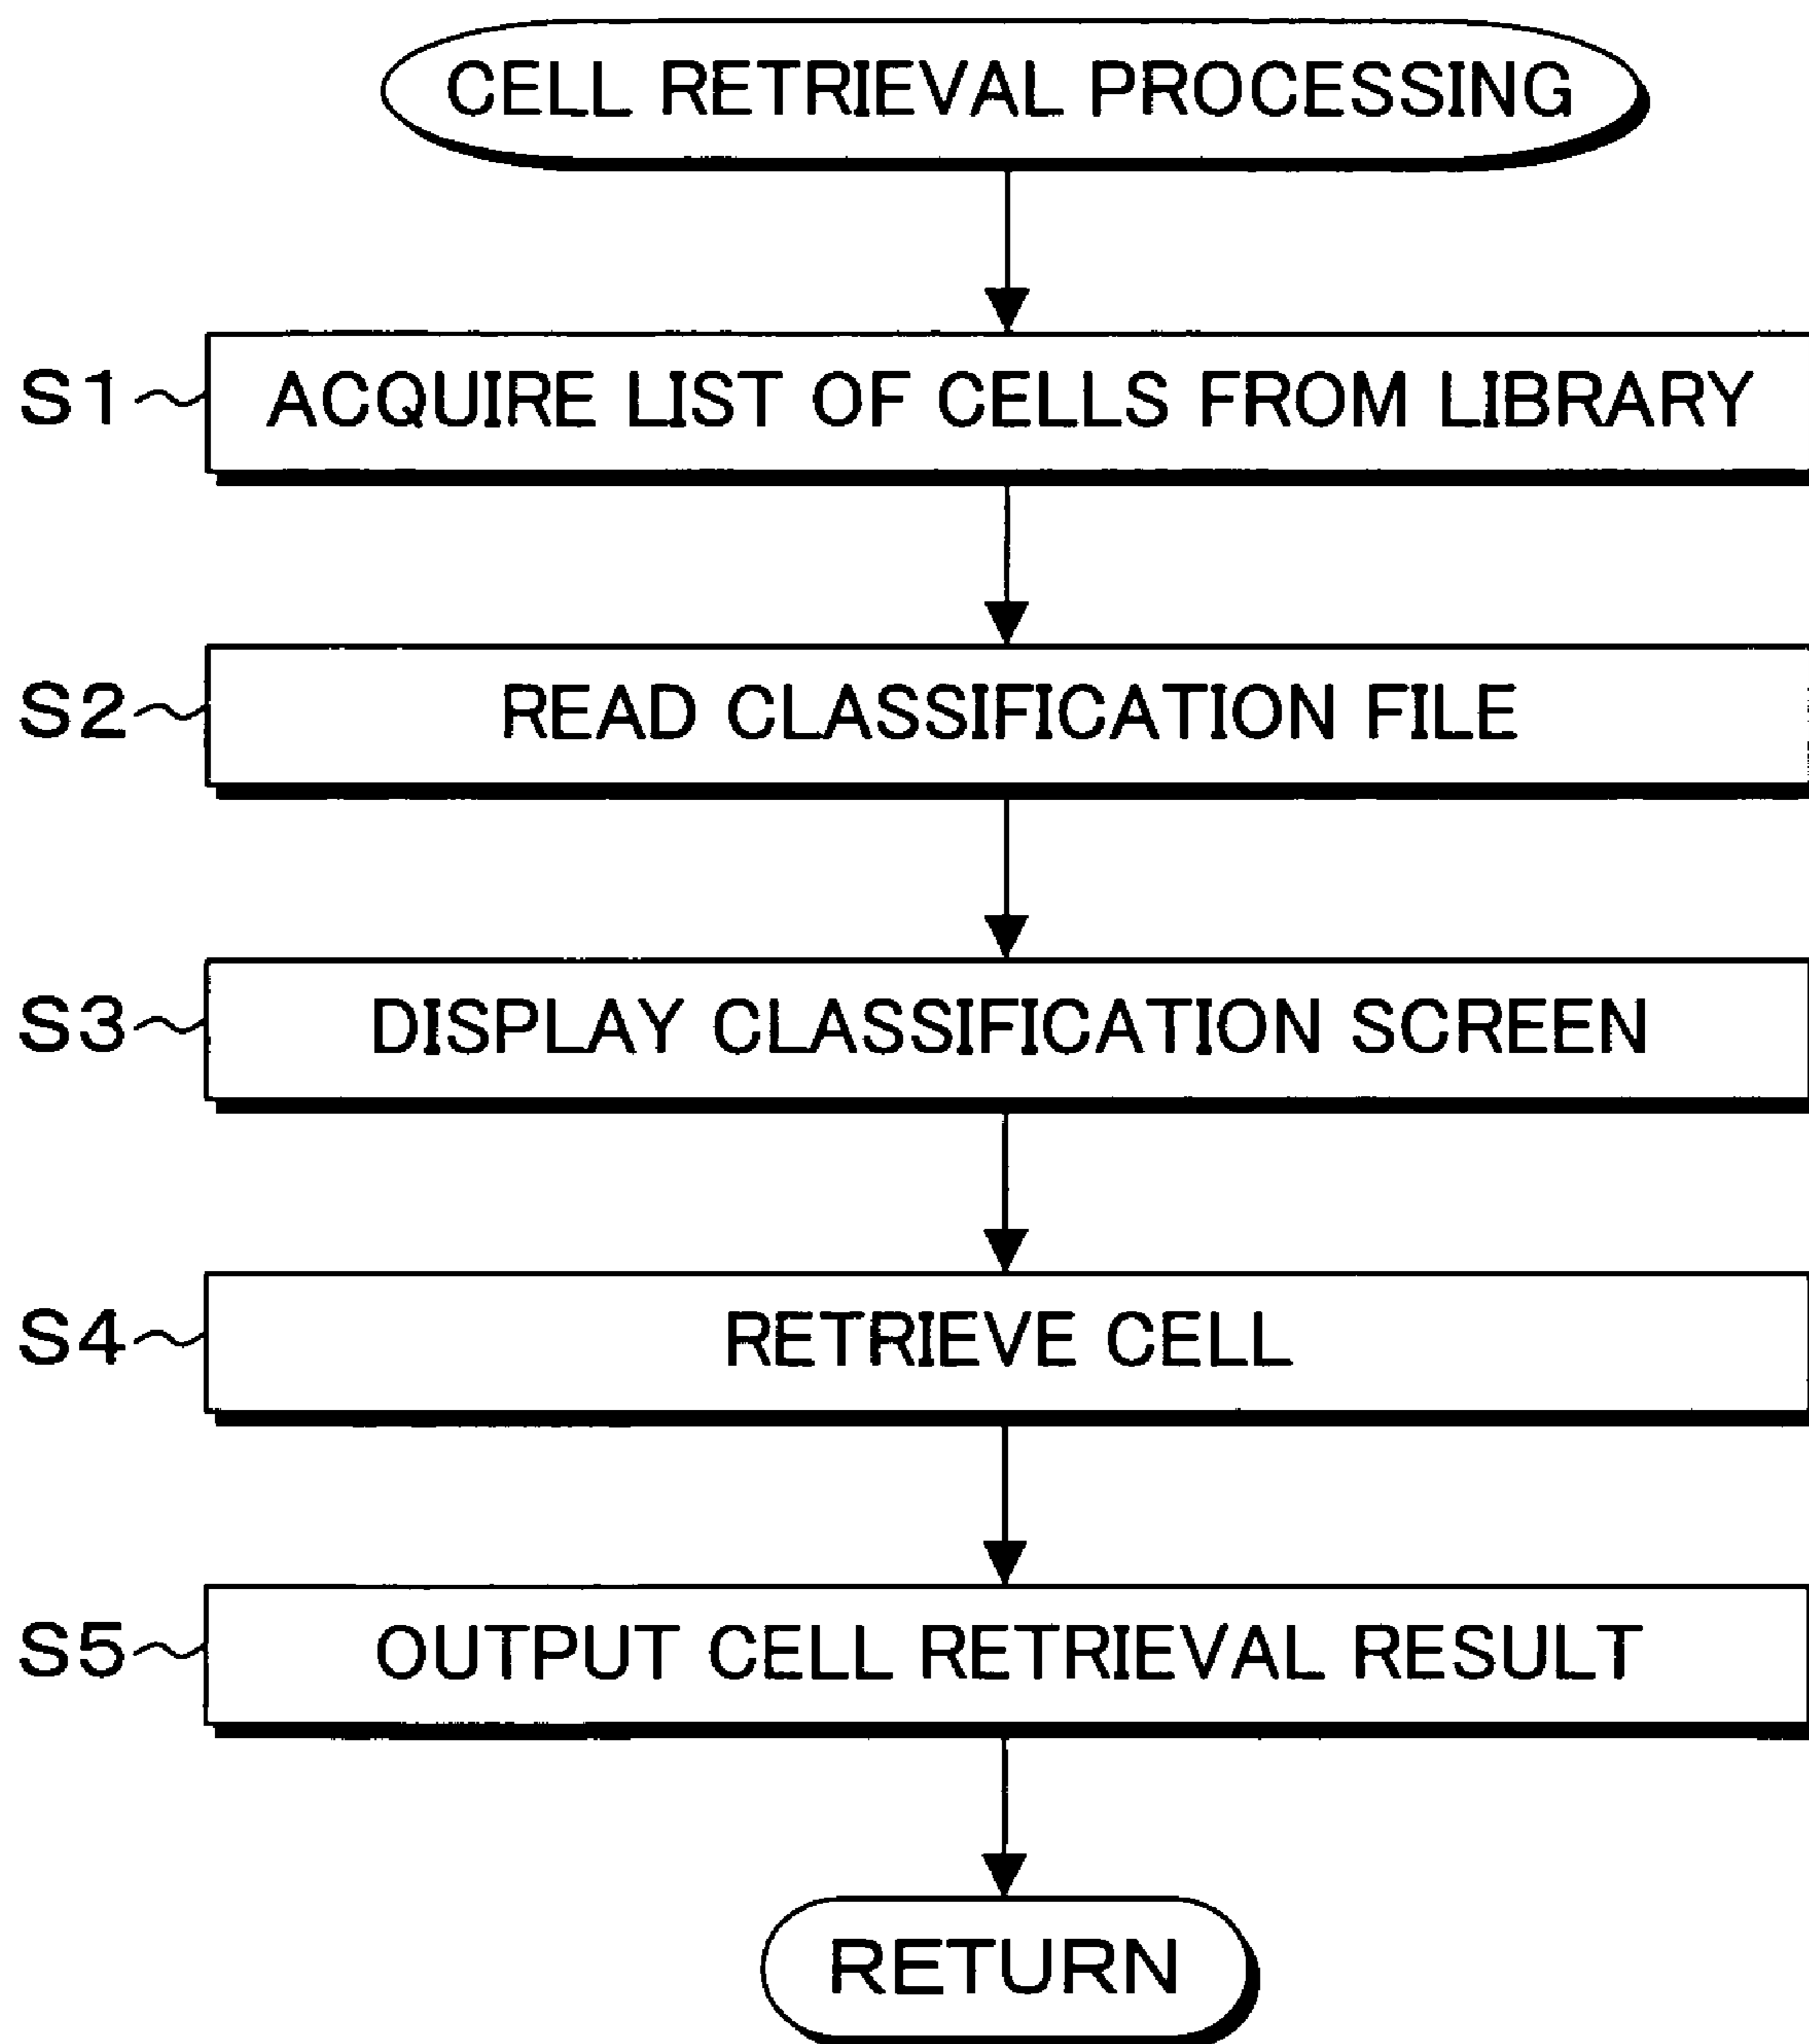 CELL RETRIEVAL PROCESSING
S1 ACQUIRE LIST OF CELLS FROM LIBRARY
S2 READ CLASSIFICATION FILE
S3 DISPLAY CLASSIFICATION SCREEN
S4 RETRIEVE CELL
S5 OUTPUT CELL RETRIEVAL RESULT
RETURN